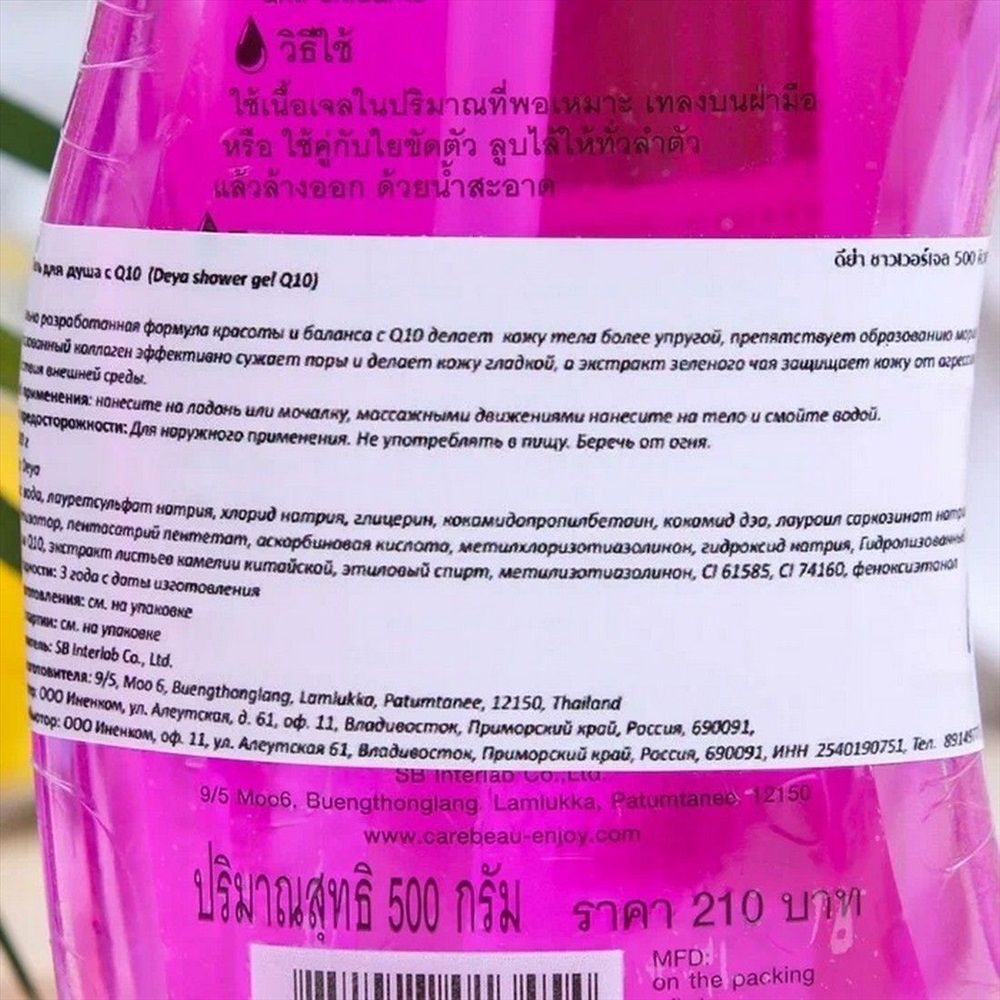 วิธีใช้
ใช้เนื้อเจลในปริมาณที่พอเหมาะ เทลงบนฝ่ามือ
หรือ ใช้คู่กับใยขัดตัว ลูบไล้ให้ทั่วลำตัว
แล้วล้างออก ด้วยน้ำสะอาด
для душа с Q10 (Deya shower gel Q10)
ดีย่า ชาวเวอร์เจล 500
разработанная формула красоты и баланса с Q10 делает кожу тела более упругой, препятствует образованию
коллаген эффективно сужает поры и делает кожу гладкой, а экстракт зеленого чая защищает кожу от
внешней среды.
применения: нанесите на ладонь или мочалку, массажными движениями нанесите на тело и смойте водой.
предосторожности: Для наружного применения. Не употреблять в пищу. Беречь от огня.
г
Deya
вода, лауретсульфат натрия, хлорид натрия, глицерин, кокамидопропилбетаин, кокамид дэа, лауроил саркозинат
пентасатрий пентетат, аскорбиновая кислота, метилхлоризотиазолинон, гидроксид натрия, Гидролизованный
Q10, экстракт листьев камелии китайской, этиловый спирт, метилизотиазолинон, CI 61585, CI 74160, феноксиэтанол
3 года с даты изготовления
см. на упаковке
см. на упаковке
SB Interlab Co., Ltd.
9/5, Moo 6, Buengthonglang, Lamlukka, Patumtanee, 12150, Thailand
ООО Иненком, ул. Алеутская, д. 61, оф. 11, Владивосток, Приморский край, Россия, 690091,
ООО Иненком, оф. 11, ул. Алеутская 61, Владивосток, Приморский край, Россия, 690091, ИНН 2540190751, Тел.
SB Interlab Co.,Ltd.
9/5 Moo6, Buengthonglang, Lamlukka, Patumtanee, 12150
www.carebeau-enjoy.com
ปริมาณสุทธิ 500 กรัม ราคา 210 บาท
MFD:
on the packing